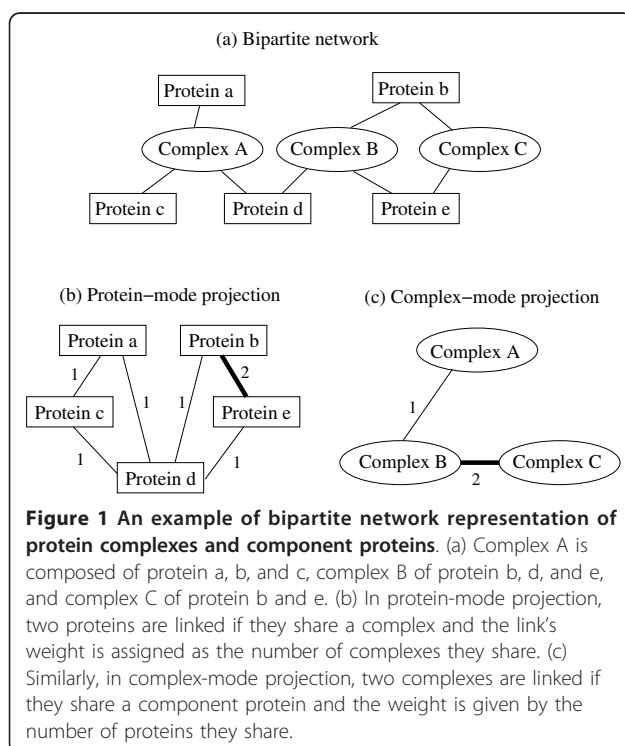 (a) Bipartite network
Protein a
Protein b
Complex A
Complex B
Complex C
Protein c
Protein d
Protein e
(b) Protein−mode projection
(c) Complex−mode projection
Protein a
Protein b
Complex A
1
2
1
1
1
Protein c
Protein e
1
1
Complex B
Complex C
Protein d
2
Figure 1 An example of bipartite network representation of
protein complexes and component proteins. (a) Complex A is
composed of protein a, b, and c, complex B of protein b, d, and e,
and complex C of protein b and e. (b) In protein-mode projection,
two proteins are linked if they share a complex and the link's
weight is assigned as the number of complexes they share. (c)
Similarly, in complex-mode projection, two complexes are linked if
they share a component protein and the weight is given by the
number of proteins they share.